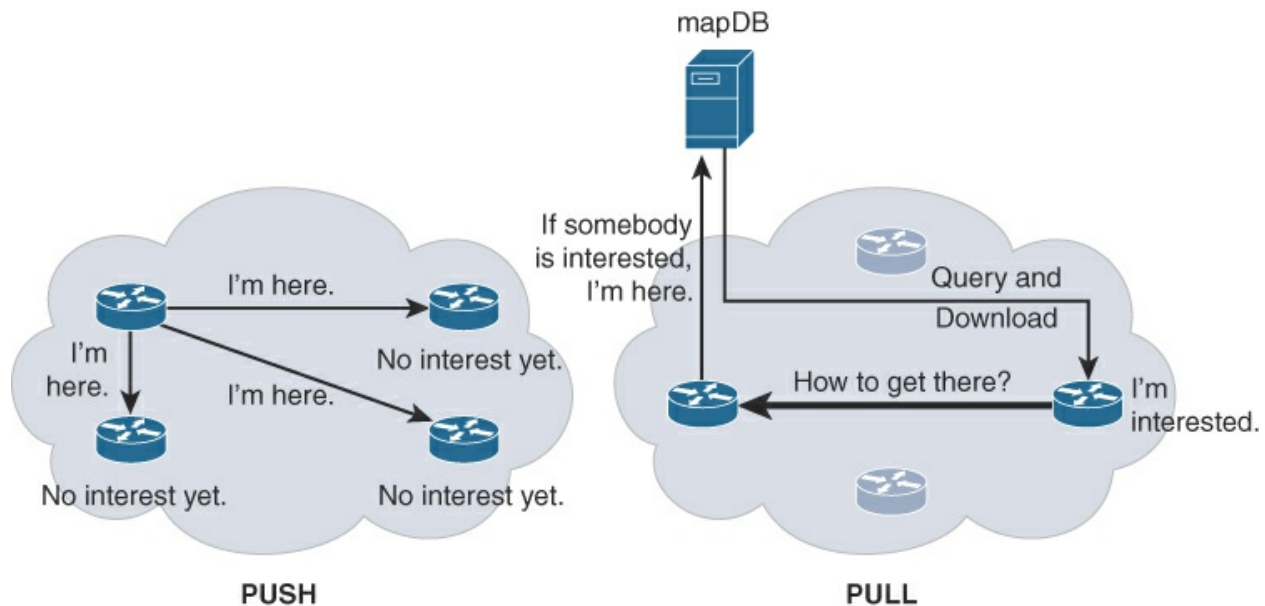 I'm here.
No interest yet.
I'm
here.
I'm here.
No interest yet.
No interest yet.
PUSH
mapDB
If somebody
is interested,
I'm here.
Query and
Download
How to get there?
I'm
interested.
PULL